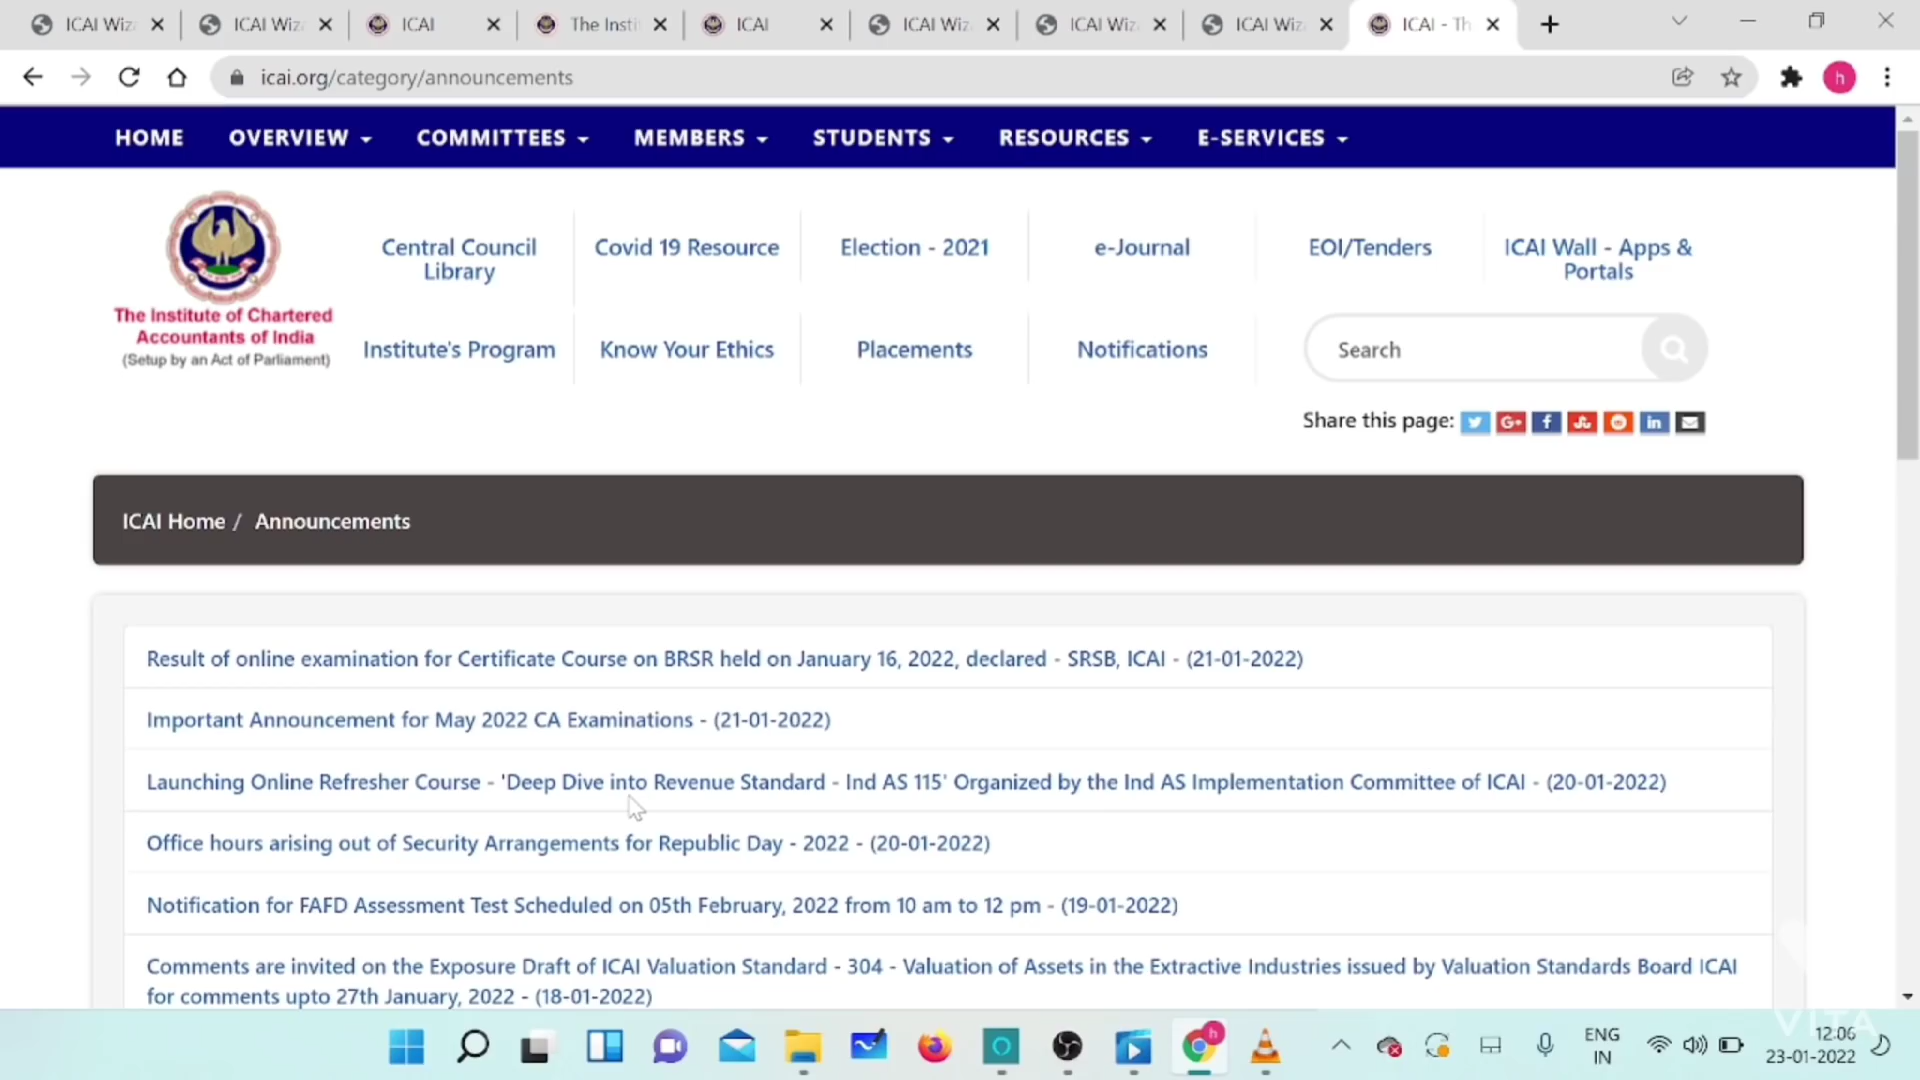 ICAI Wiz
ICAI Wiz
ICAI
The Insti
ICAI
ICAI Wiz
ICAI Wiz
ICAI Wiz
ICAI - Th
icai.org/category/announcements
h
HOME
OVERVIEW
COMMITTEES
MEMBERS
STUDENTS
RESOURCES
E-SERVICES
The Institute of Chartered
Accountants of India
(Setup by an Act of Parliament)
Central Council
Library
Covid 19 Resource
Election - 2021
e-Journal
EOI/Tenders
ICAI Wall - Apps &
Portals
Institute's Program
Know Your Ethics
Placements
Notifications
Search
Share this page:
G+
f
in
ICAI Home / Announcements
Result of online examination for Certificate Course on BRSR held on January 16, 2022, declared - SRSB, ICAI - (21-01-2022)
Important Announcement for May 2022 CA Examinations - (21-01-2022)
Launching Online Refresher Course - 'Deep Dive into Revenue Standard - Ind AS 115' Organized by the Ind AS Implementation Committee of ICAI - (20-01-2022)
Office hours arising out of Security Arrangements for Republic Day - 2022 - (20-01-2022)
Notification for FAFD Assessment Test Scheduled on 05th February, 2022 from 10 am to 12 pm - (19-01-2022)
Comments are invited on the Exposure Draft of ICAI Valuation Standard - 304 - Valuation of Assets in the Extractive Industries issued by Valuation Standards Board ICAI
for comments upto 27th January, 2022 - (18-01-2022)
VITA
h
ENG
IN
12:06
23-01-2022